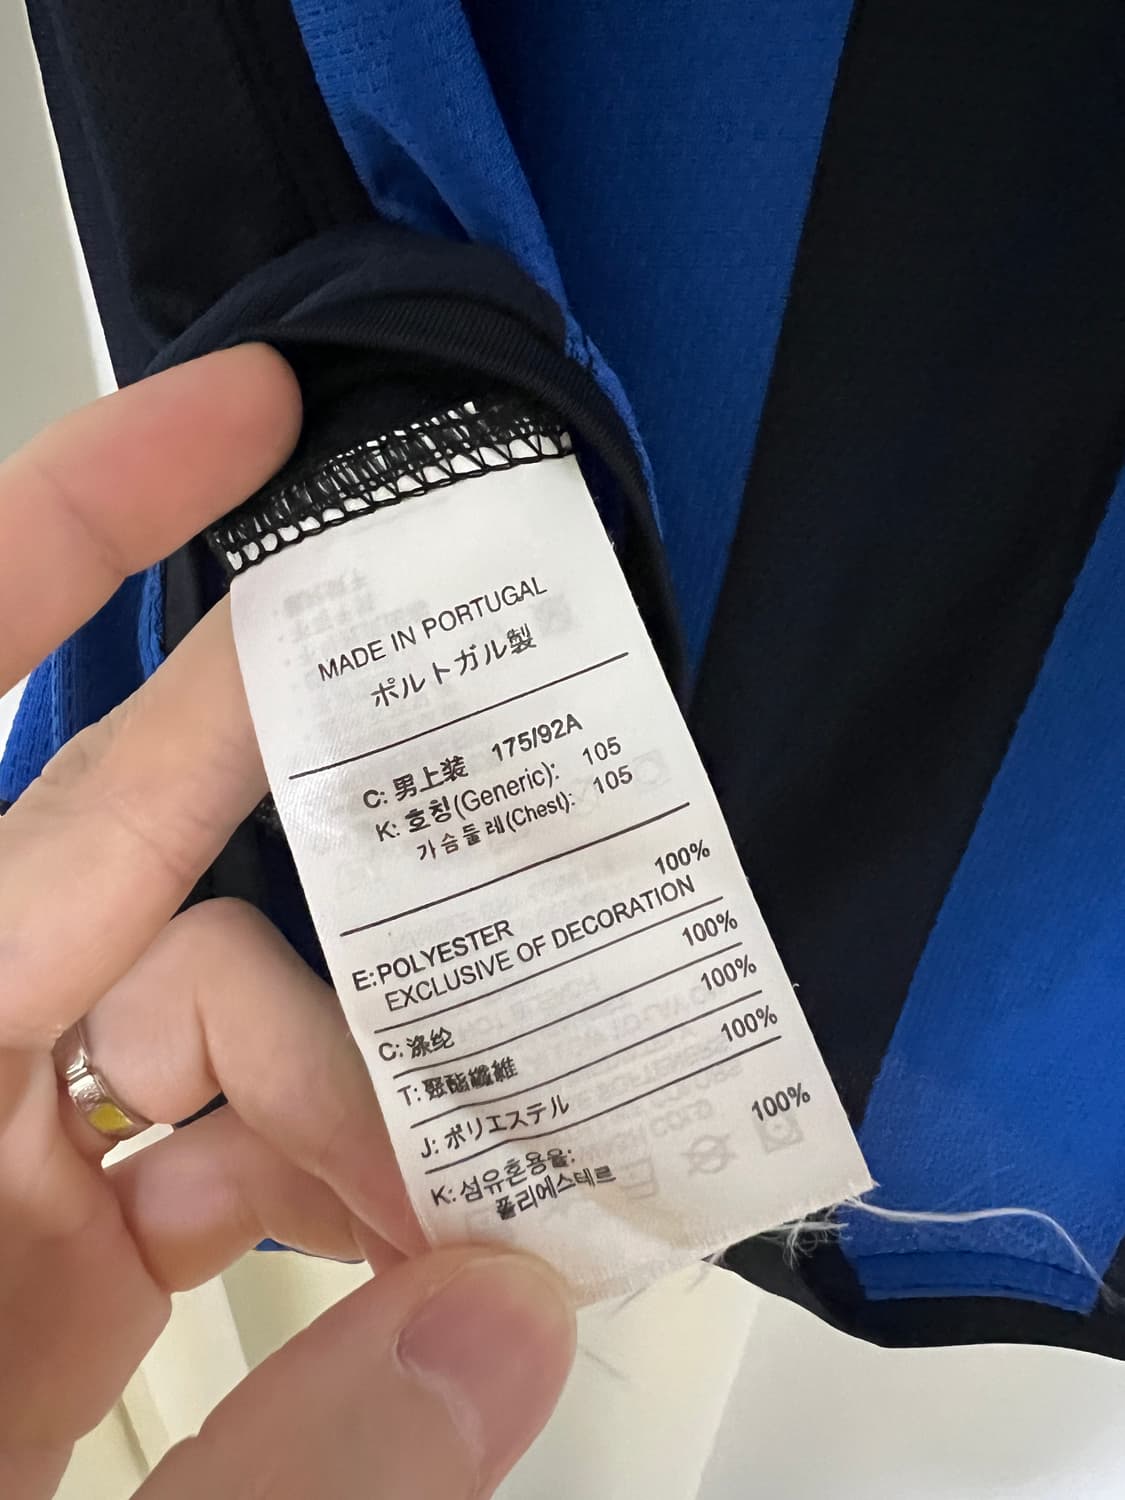 MADE IN PORTUGAL
ポルトガル製
C: 男上装 175/92A
K: 호칭(Generic): 105
가슴둘레(Chest): 105
100%
E:POLYESTER
EXCLUSIVE OF DECORATION
C: 涤纶 100%
T: 聚酯纖維 100%
J: ポリエステル 100%
K: 섬유혼용율:
폴리에스테르 100%